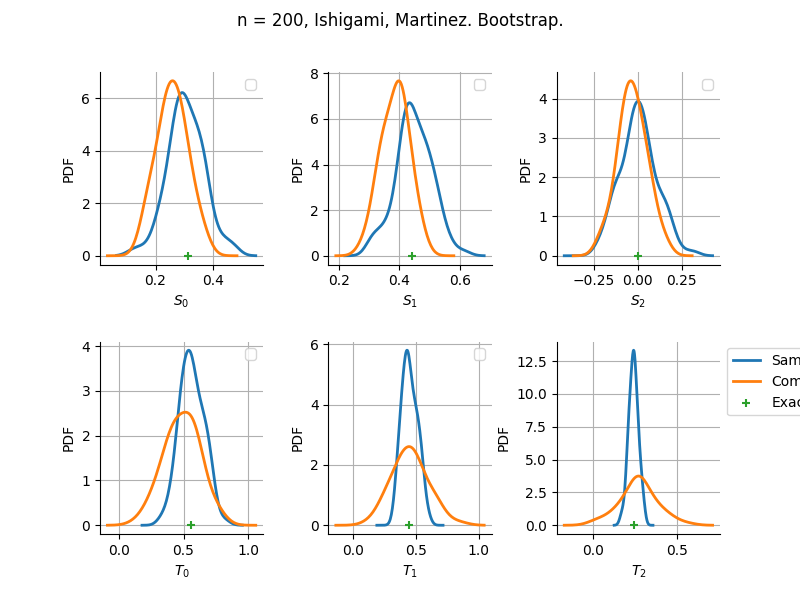 n = 200, Ishigami, Martinez. Bootstrap.
PDF
6
4
2
0
0.2 0.4
S0
PDF
8
6
4
2
0
0.2 0.4 0.6
S1
PDF
4
3
2
1
0
−0.25 0.00 0.25
S2
PDF
4
3
2
1
0
0.0 0.5 1.0
T0
PDF
6
4
2
0
0.0 0.5 1.0
T1
PDF
12.5
10.0
7.5
5.0
2.5
0.0
0.0 0.5
T2
Sam
Com
Exac